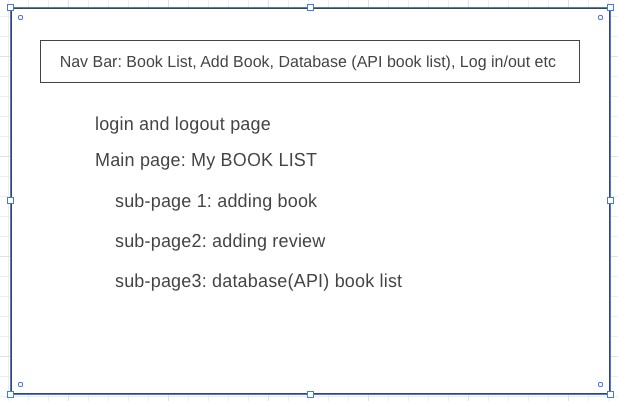 Nav Bar: Book List, Add Book, Database (API book list), Log in/out etc
login and logout page
Main page: My BOOK LIST
sub-page 1: adding book
sub-page2: adding review
sub-page3: database(API) book list